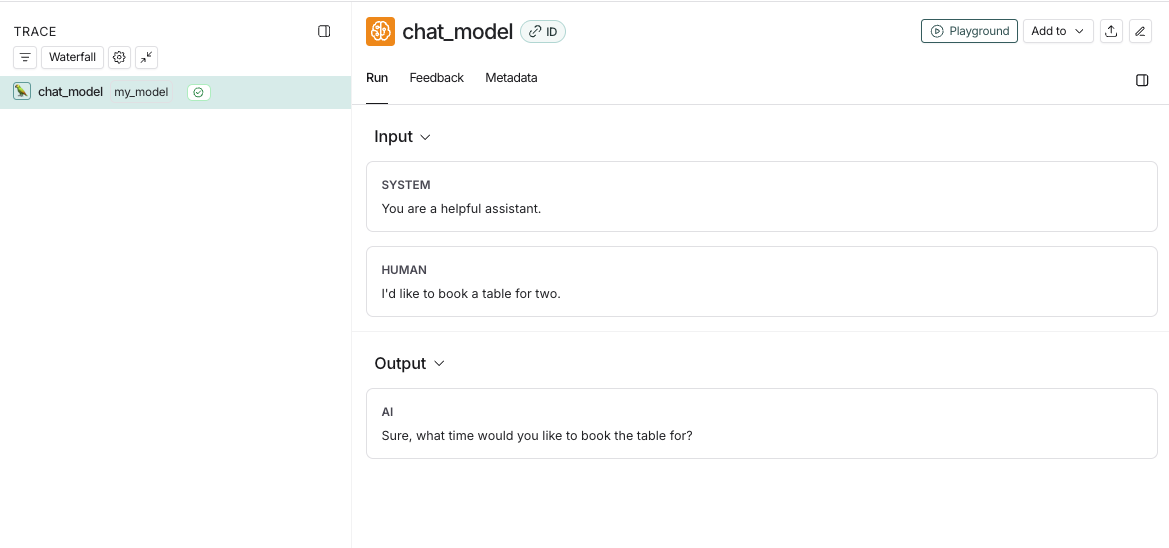 TRACE
Waterfall
chat_model my_model
chat_model ID
Playground Add to
Run Feedback Metadata
Input
SYSTEM
You are a helpful assistant.
HUMAN
I'd like to book a table for two.
Output
AI
Sure, what time would you like to book the table for?